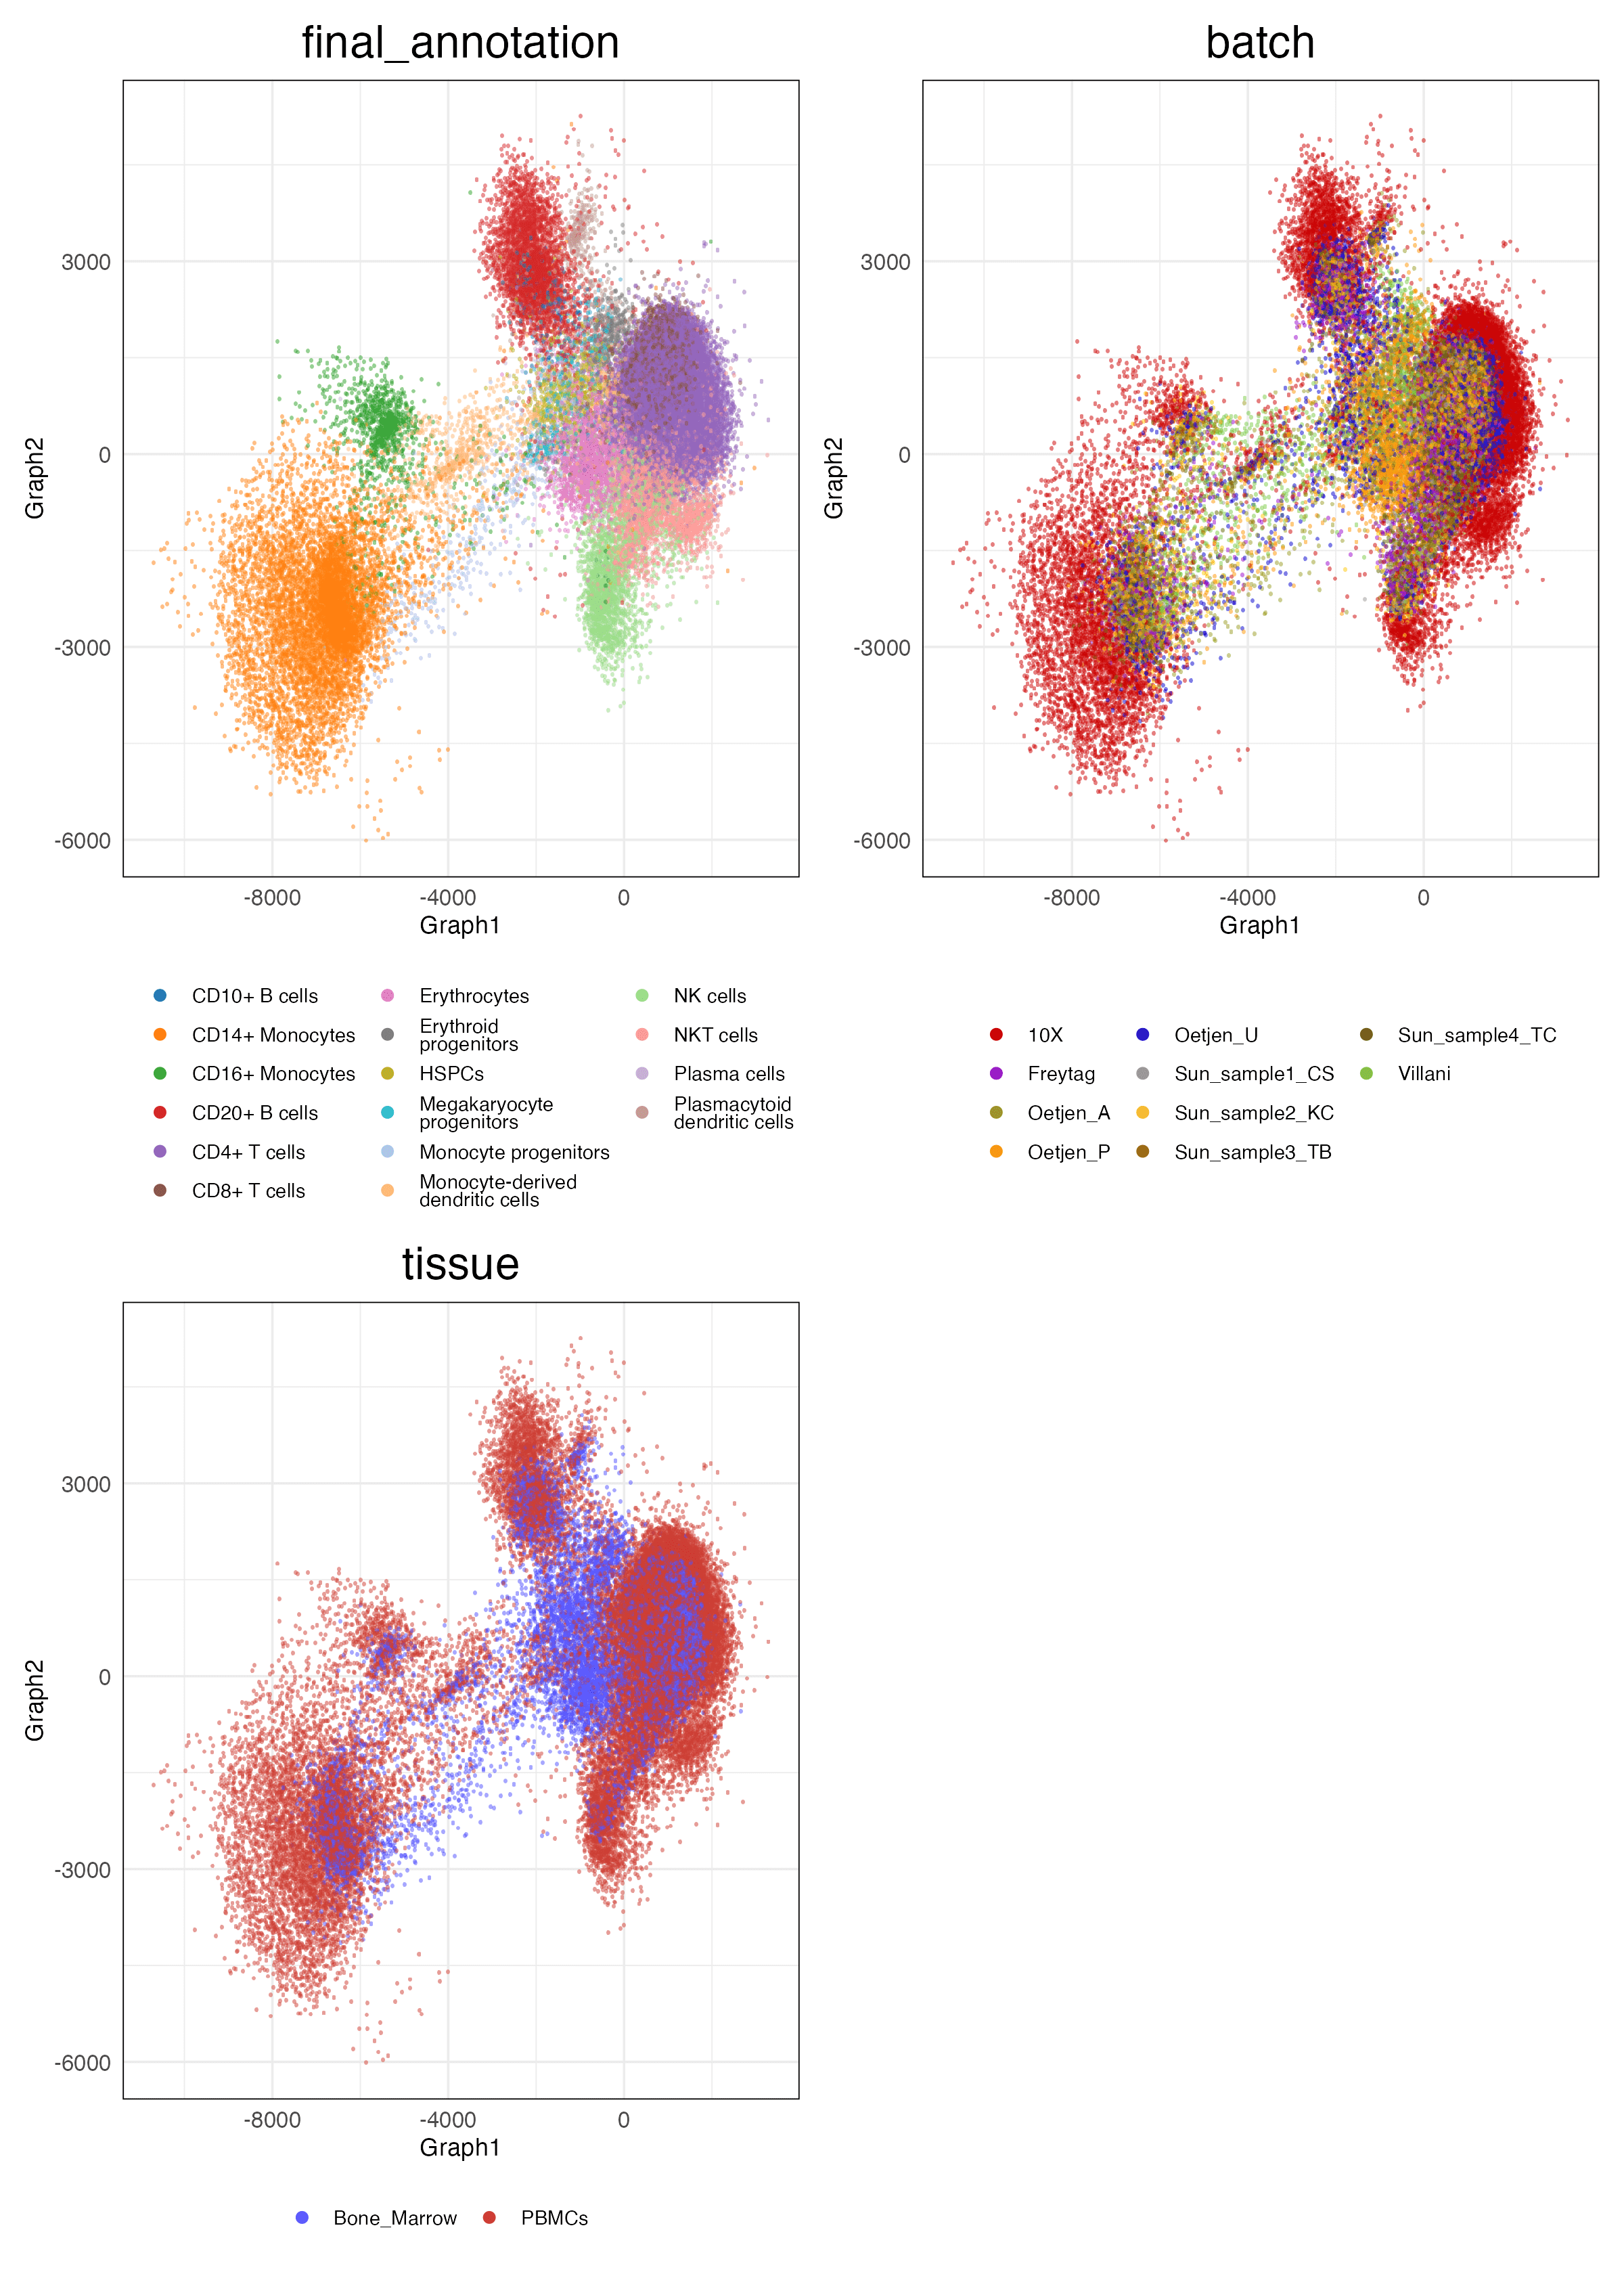 final_annotation
batch
3000
0
-3000
-6000
Graph2
-8000
-4000
0
Graph1
3000
0
-3000
-6000
Graph2
-8000
-4000
0
Graph1
CD10+ B cells
CD14+ Monocytes
CD16+ Monocytes
CD20+ B cells
CD4+ T cells
CD8+ T cells
Erythrocytes
Erythroid
progenitors
HSPCs
Megakaryocyte
progenitors
Monocyte progenitors
Monocyte-derived
dendritic cells
NK cells
NKT cells
Plasma cells
Plasmacytoid
dendritic cells
10X
Freytag
Oetjen_A
Oetjen_P
Oetjen_U
Sun_sample1_CS
Sun_sample2_KC
Sun_sample3_TB
Sun_sample4_TC
Villani
tissue
3000
0
-3000
-6000
Graph2
-8000
-4000
0
Graph1
Bone_Marrow
PBMCs